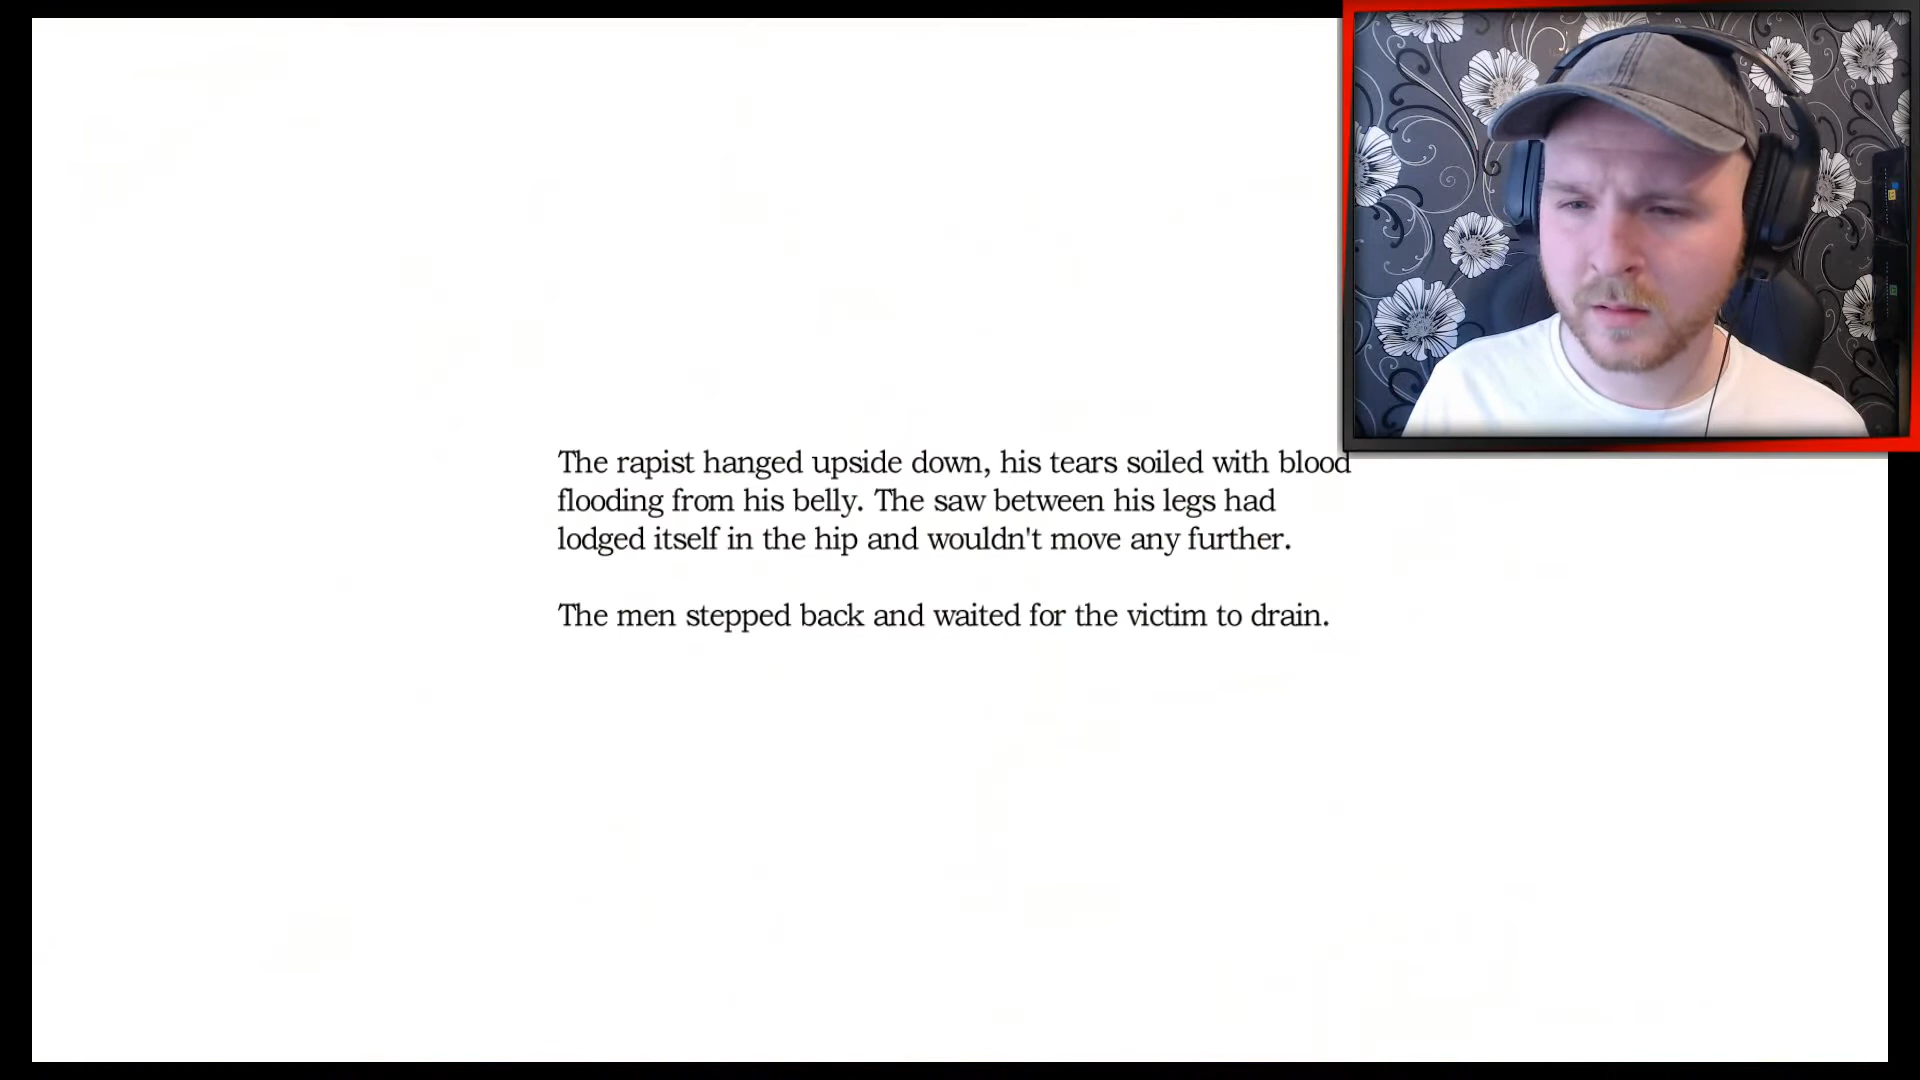 The rapist hanged upside down, his tears soiled with blood
flooding from his belly. The saw between his legs had
lodged itself in the hip and wouldn't move any further.
The men stepped back and waited for the victim to drain.